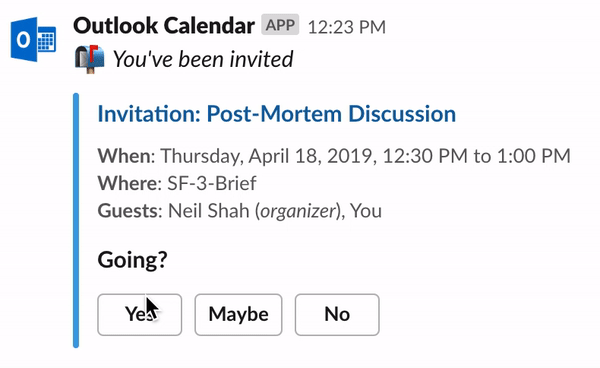 Outlook Calendar APP 12:23 PM
You've been invited
Invitation: Post-Mortem Discussion
When: Thursday, April 18, 2019, 12:30 PM to 1:00 PM
Where: SF-3-Brief
Guests: Neil Shah (organizer), You
Going?
Yes Maybe No